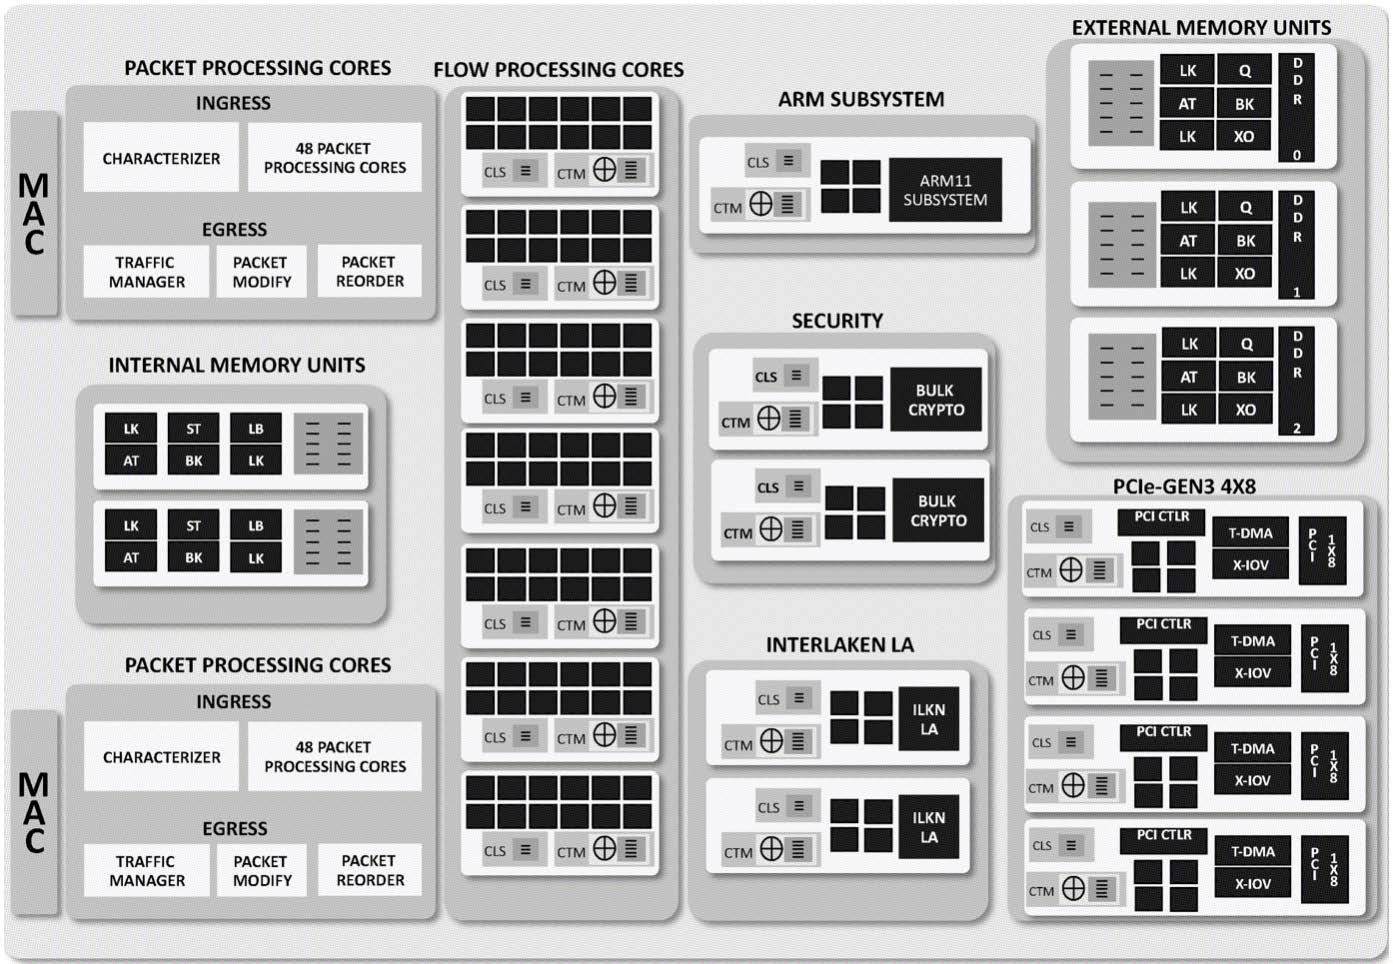 PACKET PROCESSING CORES
INGRESS
CHARACTERIZER
48 PACKET
PROCESSING CORES
EGRESS
TRAFFIC
MANAGER
PACKET
MODIFY
PACKET
REORDER
MAC
INTERNAL MEMORY UNITS
LK ST LB
AT BK LK
LK ST LB
AT BK LK
PACKET PROCESSING CORES
INGRESS
CHARACTERIZER
48 PACKET
PROCESSING CORES
EGRESS
TRAFFIC
MANAGER
PACKET
MODIFY
PACKET
REORDER
MAC
FLOW PROCESSING CORES
CLS CTM
CLS CTM
CLS CTM
CLS CTM
CLS CTM
CLS CTM
CLS CTM
ARM SUBSYSTEM
CLS
CTM
ARM11
SUBSYSTEM
SECURITY
CLS
CTM
BULK
CRYPTO
CLS
CTM
BULK
CRYPTO
INTERLAKEN LA
CLS
CTM
ILKN
LA
CLS
CTM
ILKN
LA
EXTERNAL MEMORY UNITS
LK Q
AT BK
LK XO
DDR 0
LK Q
AT BK
LK XO
DDR 1
LK Q
AT BK
LK XO
DDR 2
PCIe-GEN3 4X8
CLS
CTM
PCI CTLR
T-DMA
X-IOV
PCI 1X8
CLS
CTM
PCI CTLR
T-DMA
X-IOV
PCI 1X8
CLS
CTM
PCI CTLR
T-DMA
X-IOV
PCI 1X8
CLS
CTM
PCI CTLR
T-DMA
X-IOV
PCI 1X8